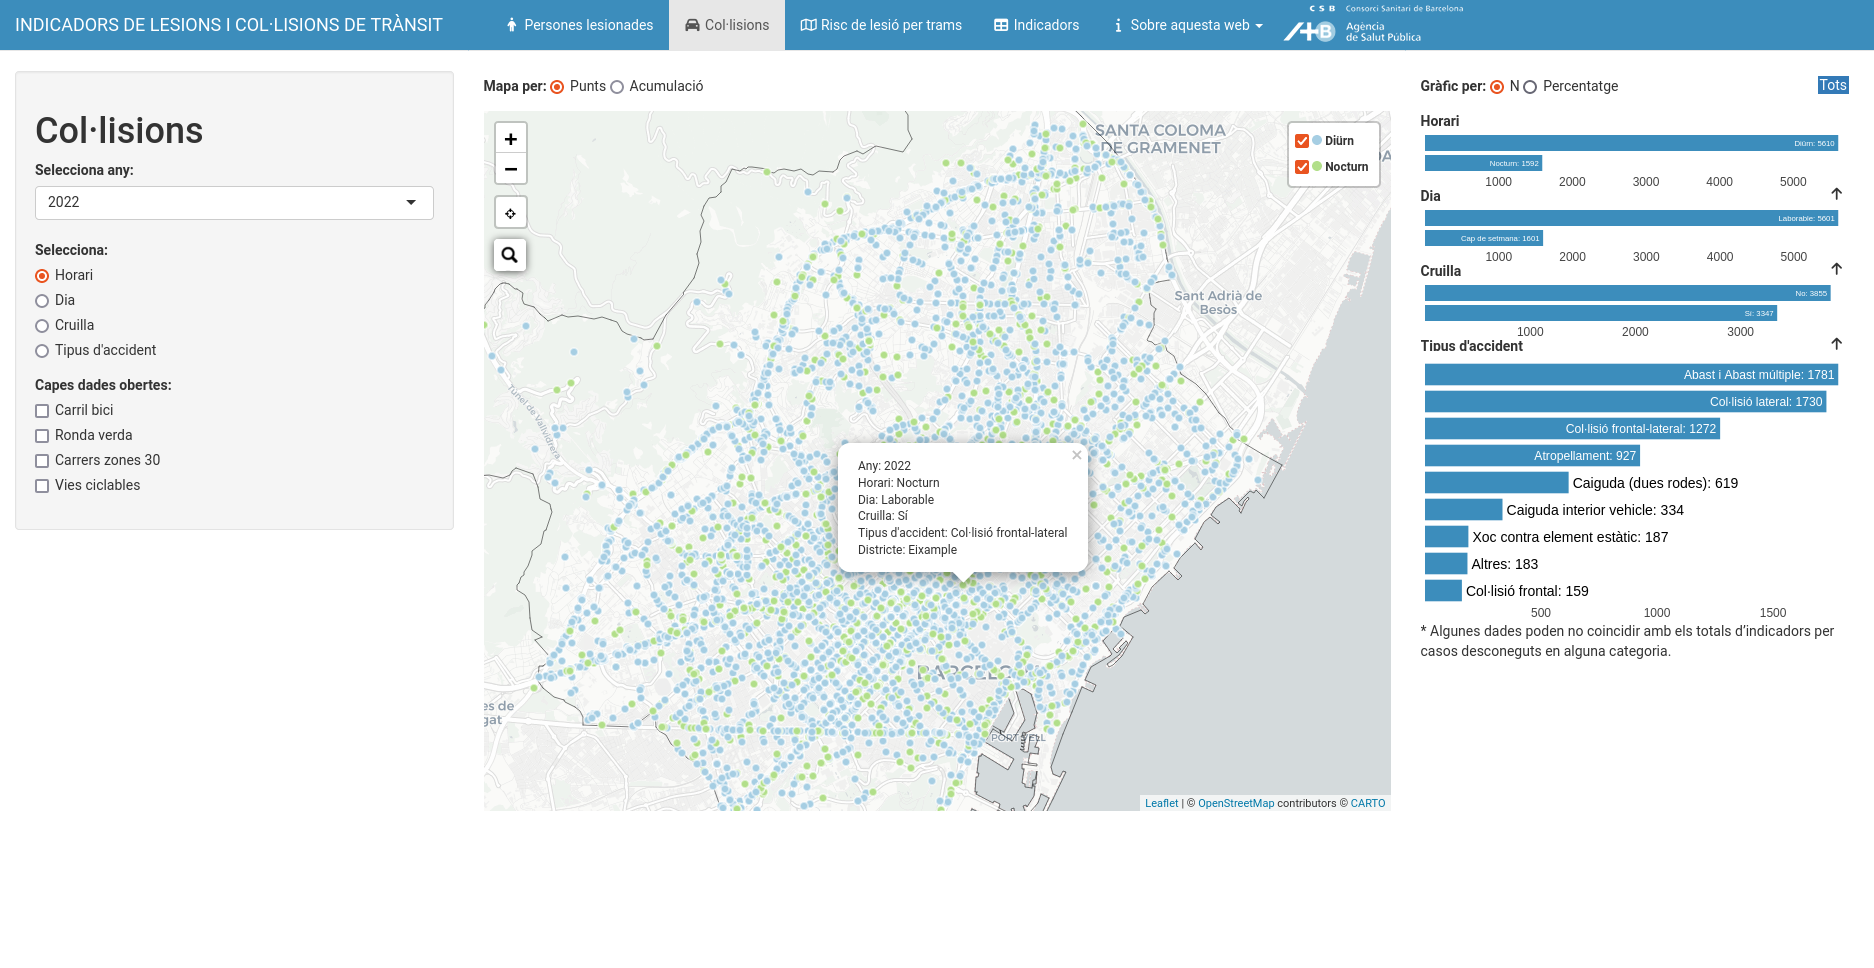 INDICADORS DE LESIONS I COL·LISIONS DE TRÀNSIT
Persones lesionades
Col·lisions
Risc de lesió per trams
Indicadors
Sobre aquesta web
CSB Consorci Sanitari de Barcelona
ASPB
Agència
de Salut Pública
Col·lisions
Selecciona any:
2022
Selecciona:
Horari
Dia
Cruilla
Tipus d'accident
Capes dades obertes:
Carril bici
Ronda verda
Carrers zones 30
Vies ciclables
Mapa per: Punts Acumulació
+
−
Diürn
Nocturn
SANTA COLOMA
DE GRAMENET
Sant Adrià de
Besòs
Túnel de Vallvidrera
Any: 2022
Horari: Nocturn
Dia: Laborable
Cruilla: Sí
Tipus d'accident: Col·lisió frontal-lateral
Districte: Eixample
×
es de
gat
PORT VELL
Leaflet | © OpenStreetMap contributors © CARTO
Gràfic per: N Percentatge
Tots
Horari
Diürn: 5610
Nocturn: 1592
1000 2000 3000 4000 5000
Dia
Laborable: 5601
Cap de setmana: 1601
1000 2000 3000 4000 5000
Cruilla
No: 3855
Sí: 3347
1000 2000 3000
Tipus d'accident
Abast i Abast múltiple: 1781
Col·lisió lateral: 1730
Col·lisió frontal-lateral: 1272
Atropellament: 927
Caiguda (dues rodes): 619
Caiguda interior vehicle: 334
Xoc contra element estàtic: 187
Altres: 183
Col·lisió frontal: 159
500 1000 1500
* Algunes dades poden no coincidir amb els totals d’indicadors per
casos desconeguts en alguna categoria.